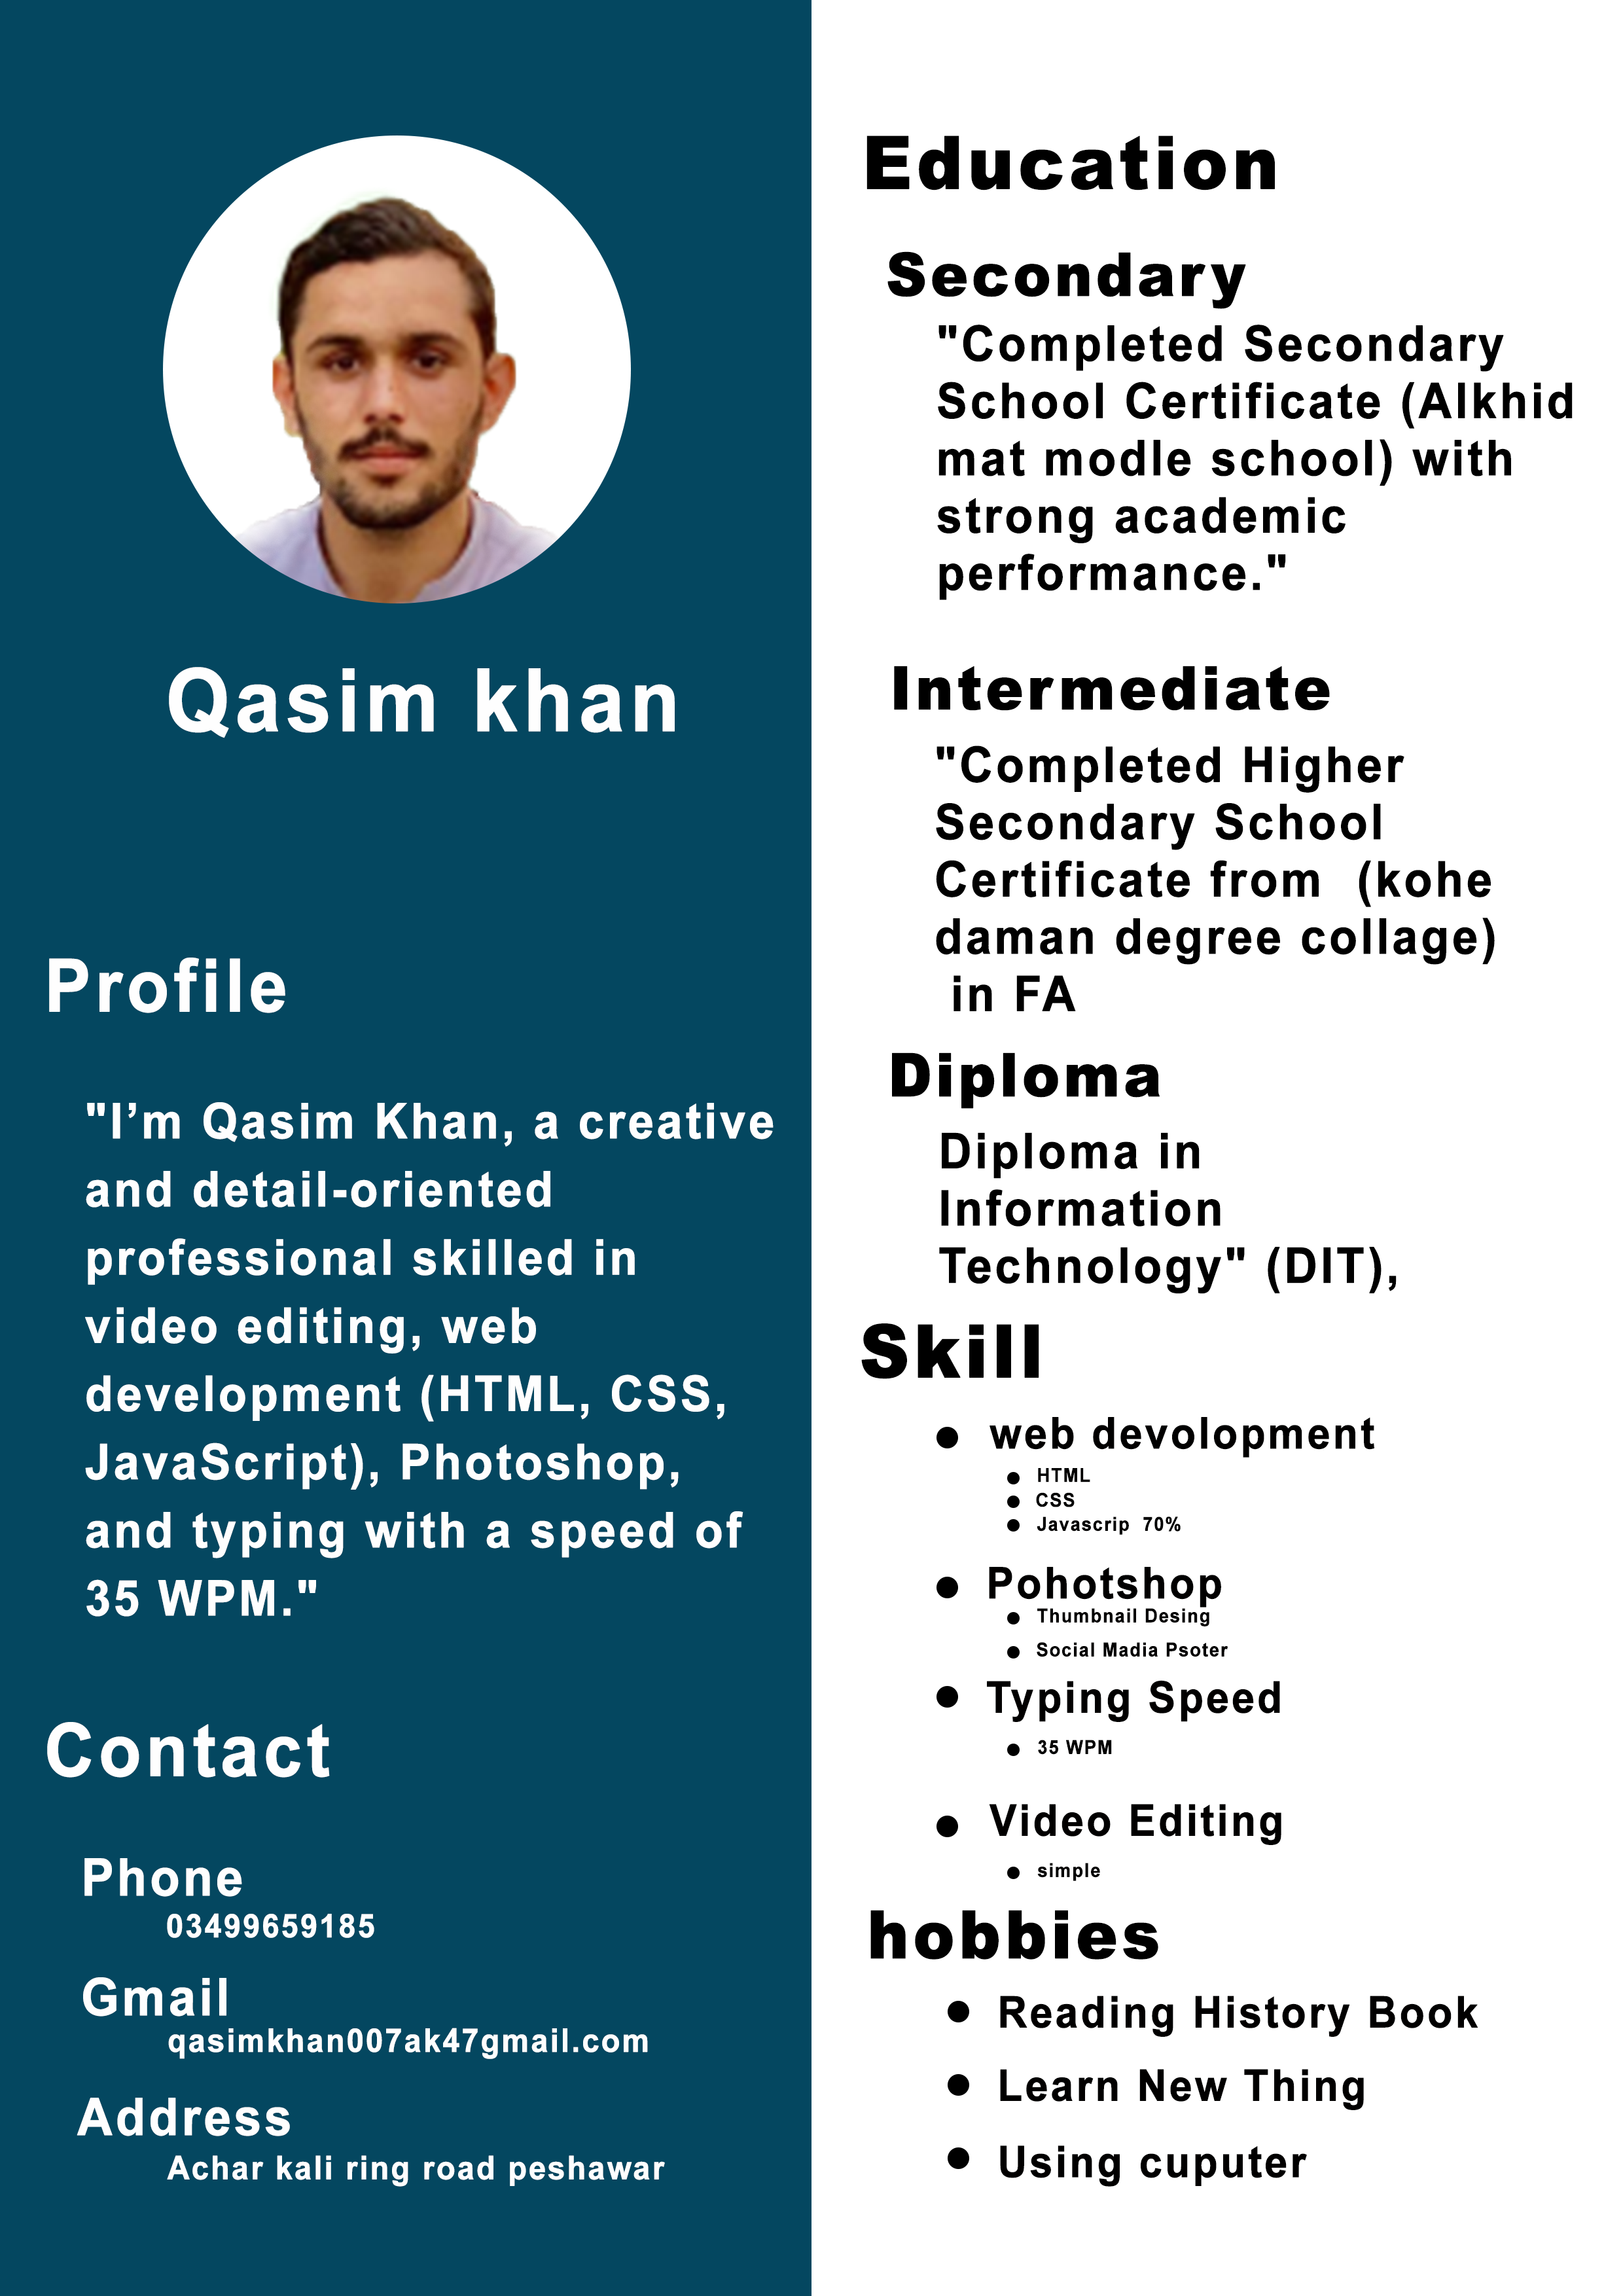 Qasim khan
Profile
"I’m Qasim Khan, a creative
and detail-oriented
professional skilled in
video editing, web
development (HTML, CSS,
JavaScript), Photoshop,
and typing with a speed of
35 WPM."
Contact
Phone
03499659185
Gmail
qasimkhan007ak47gmail.com
Address
Achar kali ring road peshawar
Education
Secondary
"Completed Secondary
School Certificate (Alkhid
mat modle school) with
strong academic
performance."
Intermediate
"Completed Higher
Secondary School
Certificate from  (kohe
daman degree collage)
in FA
Diploma
Diploma in
Information
Technology" (DIT),
Skill
● web devolopment
● HTML
● CSS
● Javascrip  70%
● Pohotshop
● Thumbnail Desing
● Social Madia Psoter
● Typing Speed
● 35 WPM
● Video Editing
● simple
hobbies
● Reading History Book
● Learn New Thing
● Using cuputer